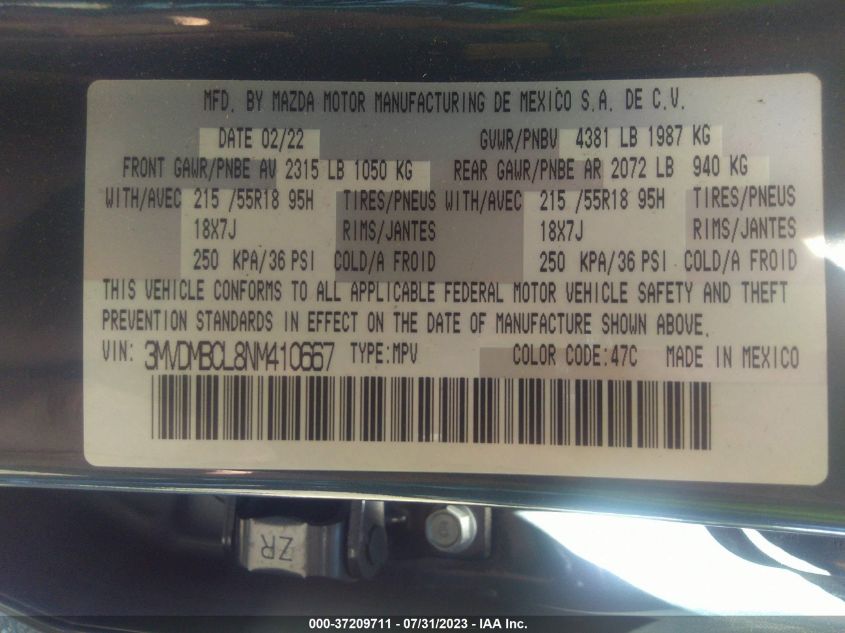 MFD. BY MAZDA MOTOR MANUFACTURING DE MEXICO S.A. DE C.V.
DATE 02/22 GVWR/PNBV 4381 LB 1987 KG
FRONT GAWR/PNBE AV 2315 LB 1050 KG REAR GAWR/PNBE AR 2072 LB 940 KG
WITH/AVEC 215 /55R18 95H TIRES/PNEUS WITH/AVEC 215 /55R18 95H TIRES/PNEUS
18X7J RIMS/JANTES 18X7J RIMS/JANTES
250 KPA/36 PSI COLD/A FROID 250 KPA/36 PSI COLD/A FROID
THIS VEHICLE CONFORMS TO ALL APPLICABLE FEDERAL MOTOR VEHICLE SAFETY AND THEFT
PREVENTION STANDARDS IN EFFECT ON THE DATE OF MANUFACTURE SHOWN ABOVE.
VIN: 3MVDMBCL8NM410667 TYPE:MPV COLOR CODE:47C MADE IN MEXICO
ZR
000-37209711 - 07/31/2023 - IAA Inc.